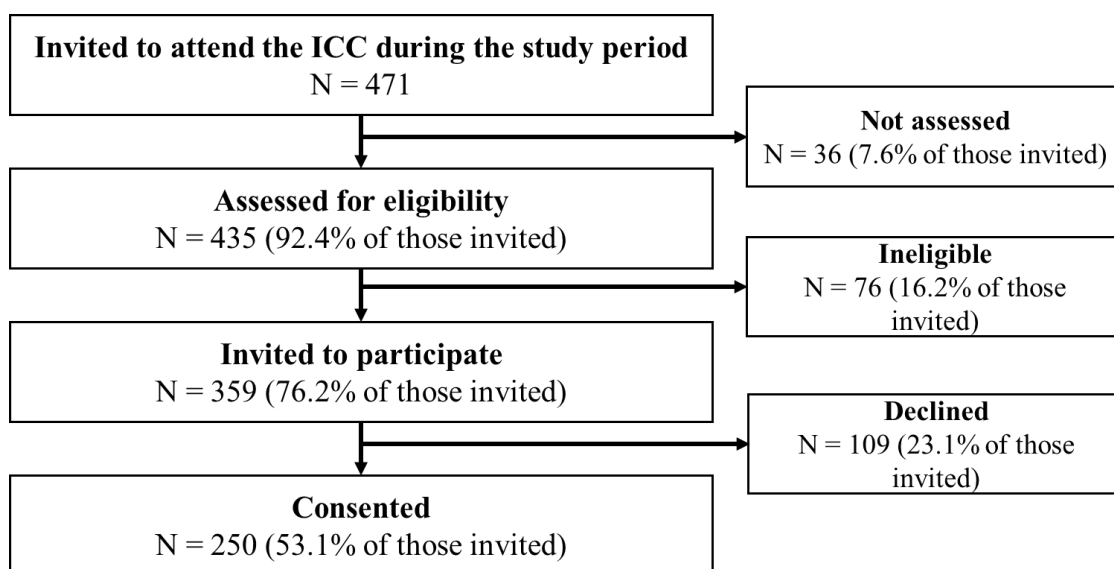 Invited to attend the ICC during the study period
N = 471
Not assessed
N = 36 (7.6% of those invited)
Assessed for eligibility
N = 435 (92.4% of those invited)
Ineligible
N = 76 (16.2% of those
invited)
Invited to participate
N = 359 (76.2% of those invited)
Declined
N = 109 (23.1% of those
invited)
Consented
N = 250 (53.1% of those invited)